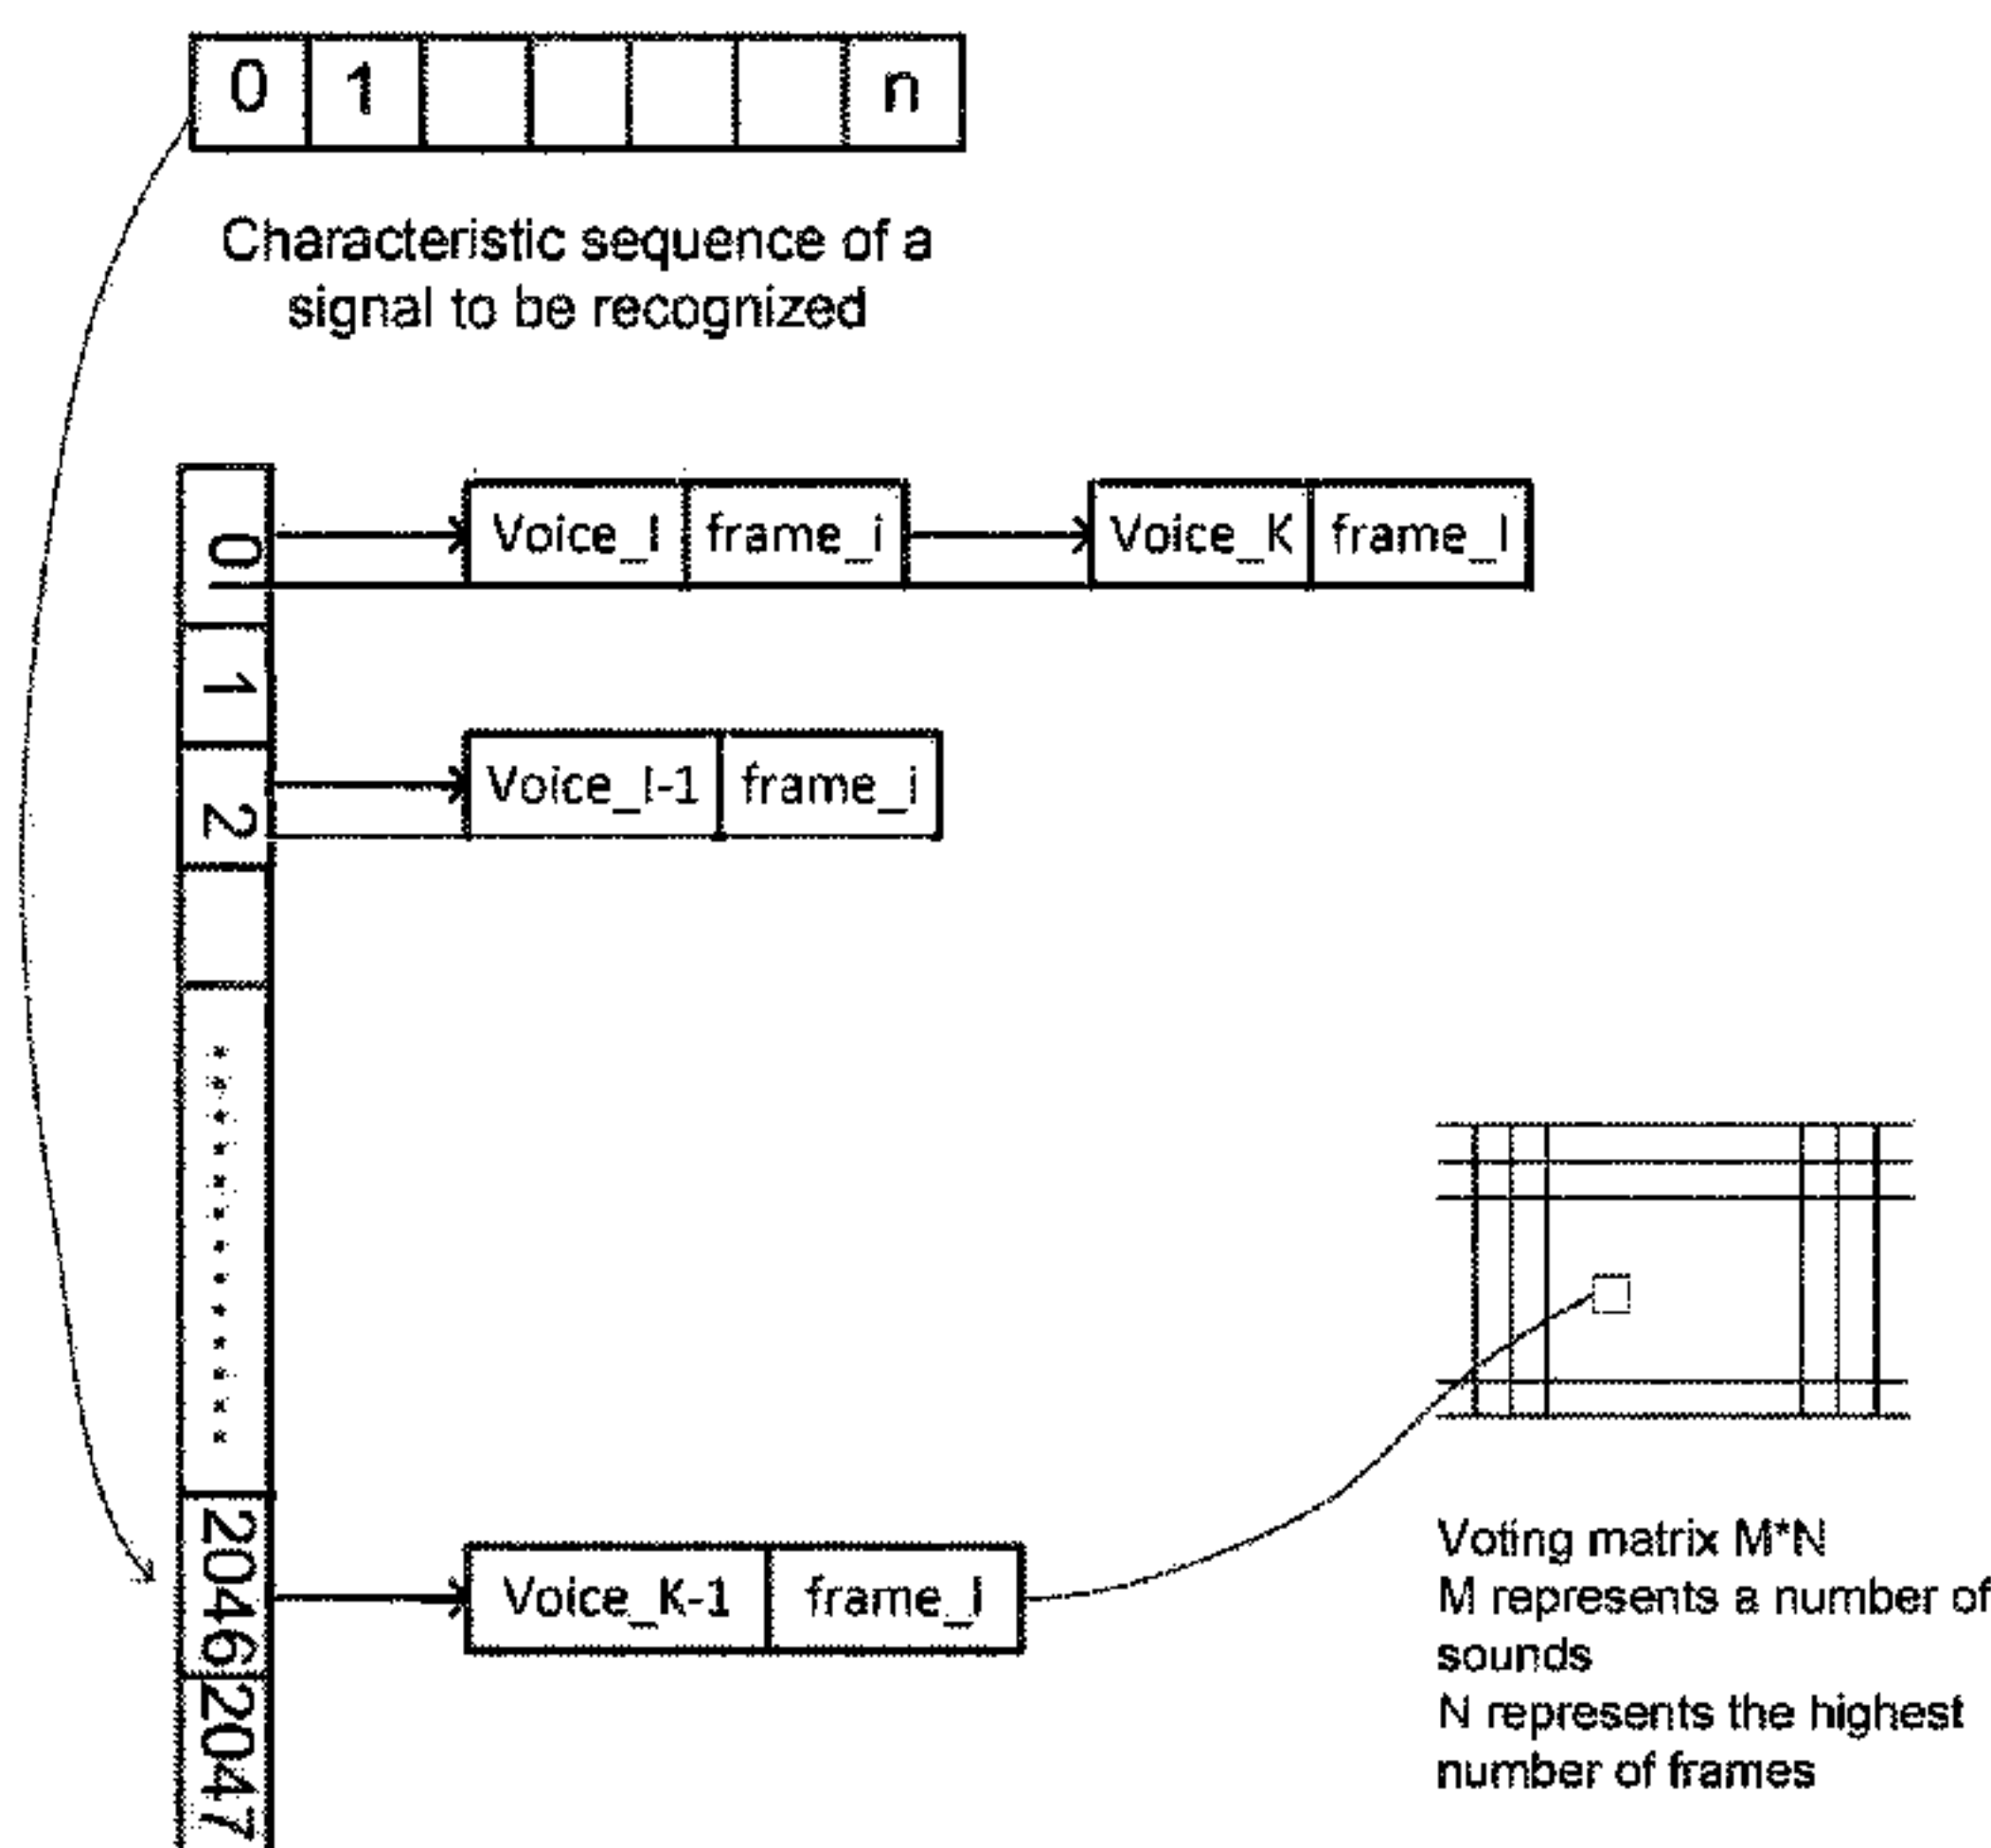 0 1 n
Characteristic sequence of a
signal to be recognized
0 Voice_I frame_i Voice_K frame_l
1
2 Voice_I-1 frame_i
2046 Voice_K-1 frame_l
2047
Voting matrix M*N
M represents a number of
sounds
N represents the highest
number of frames